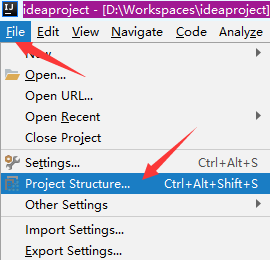 ideaproject - [D:\Workspaces\ideaproject]
File Edit View Navigate Code Analyze
New
Open...
Open URL...
Open Recent
Close Project
Settings... Ctrl+Alt+S
Project Structure... Ctrl+Alt+Shift+S
Other Settings
Import Settings...
Export Settings...